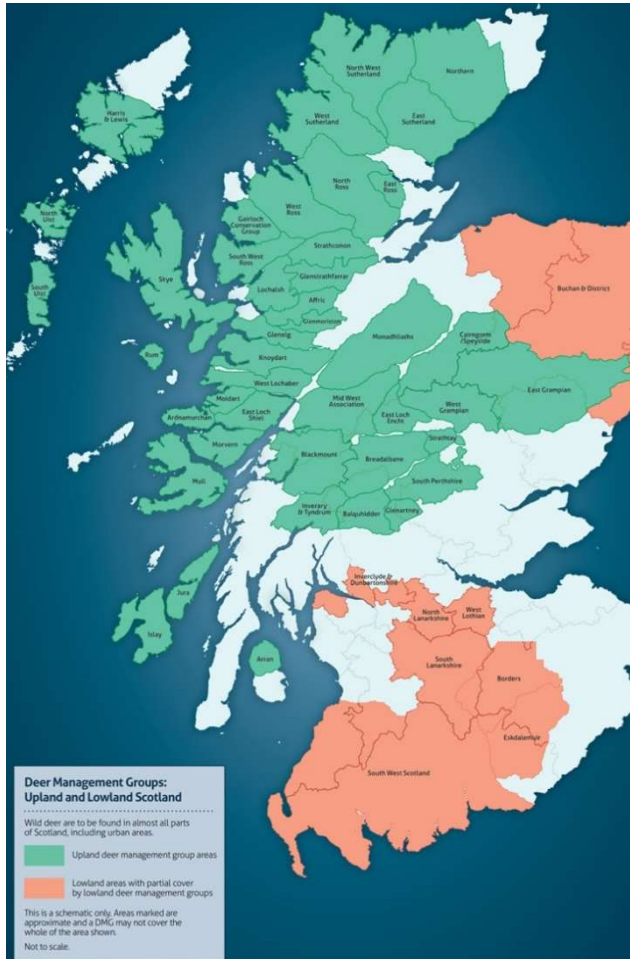 North West
Sutherland
Northern
West
Sutherland
East
Sutherland
Harris
& Lewis
North
Ross
East
Ross
West
Ross
North
Uist
Gairloch
Conservation
Group
Strathconon
South West
Ross
Skye
Glenstrathfarrar
Lochalsh
Affric
South Uist
Glenmoriston
Buchan & District
Glenelg
Monadhliaths
Cairngorm
/Speyside
Rum
Knoydart
West Lochaber
Mid West
Association
East Grampian
Moidart
West
Grampian
Ardnamurchan
East Loch
Shiel
East Loch
Ericht
Morvern
Strathtay
Blackmount
Breadalbane
Mull
South Perthshire
Inverary
& Tyndrum
Balquhidder
Glenartney
Inverclyde &
Dunbartonshire
Jura
North
Lanarkshire
West
Lothian
Islay
South
Lanarkshire
Arran
Borders
Eskdalemuir
South West Scotland
Deer Management Groups:
Upland and Lowland Scotland
Wild deer are to be found in almost all parts
of Scotland, including urban areas.
Upland deer management group areas
Lowland areas with partial cover
by lowland deer management groups
This is a schematic only. Areas marked are
approximate and a DMG may not cover the
whole of the area shown.
Not to scale.